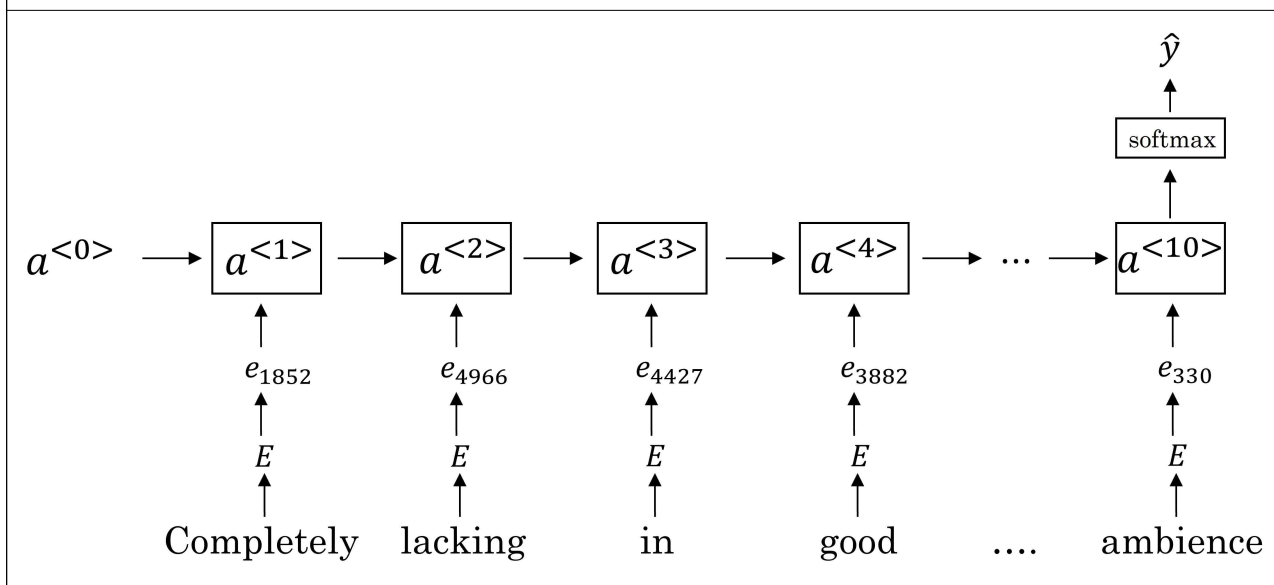 ŷ
softmax
a<0> a<1> a<2> a<3> a<4> ... a<10>
e1852 e4966 e4427 e3882 e330
E E E E E
Completely lacking in good .... ambience